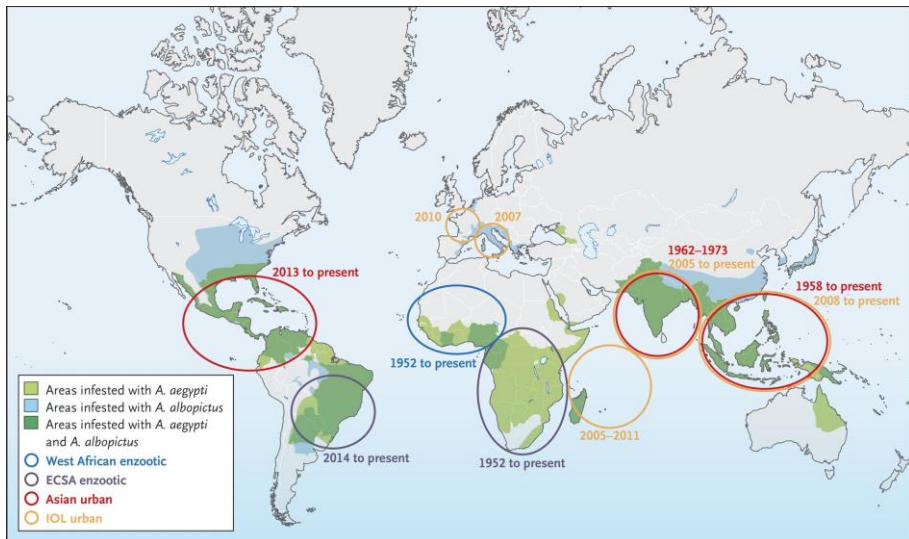 2010
2007
1962–1973
2005 to present
2013 to present
1958 to present
2008 to present
1952 to present
2005–2011
2014 to present
1952 to present
Areas infested with A. aegypti
Areas infested with A. albopictus
Areas infested with A. aegypti
and A. albopictus
West African enzootic
ECSA enzootic
Asian urban
IOL urban